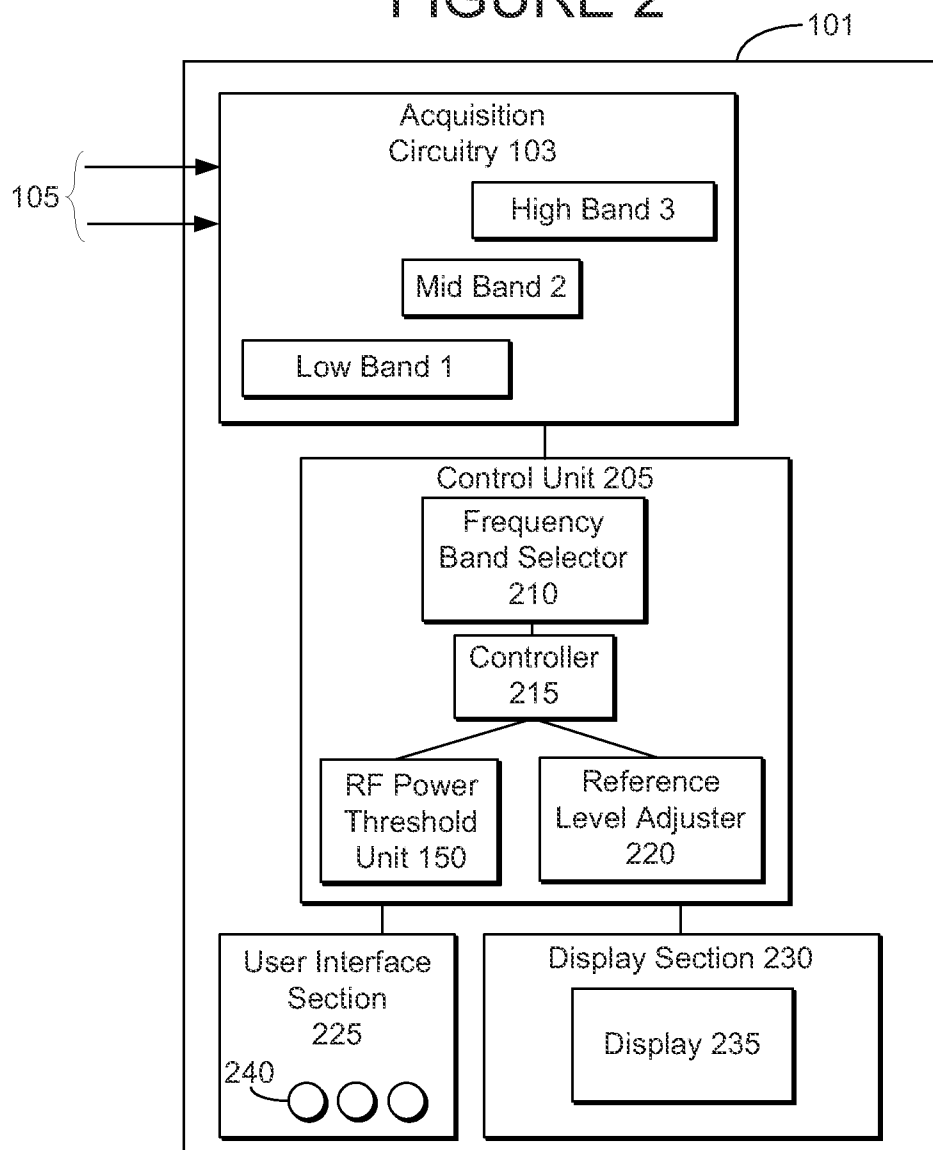 FIGURE 2
101
Acquisition
Circuitry 103
105
High Band 3
Mid Band 2
Low Band 1
Control Unit 205
Frequency
Band Selector
210
Controller
215
RF Power
Threshold
Unit 150
Reference
Level Adjuster
220
User Interface
Section
225
240
Display Section 230
Display 235